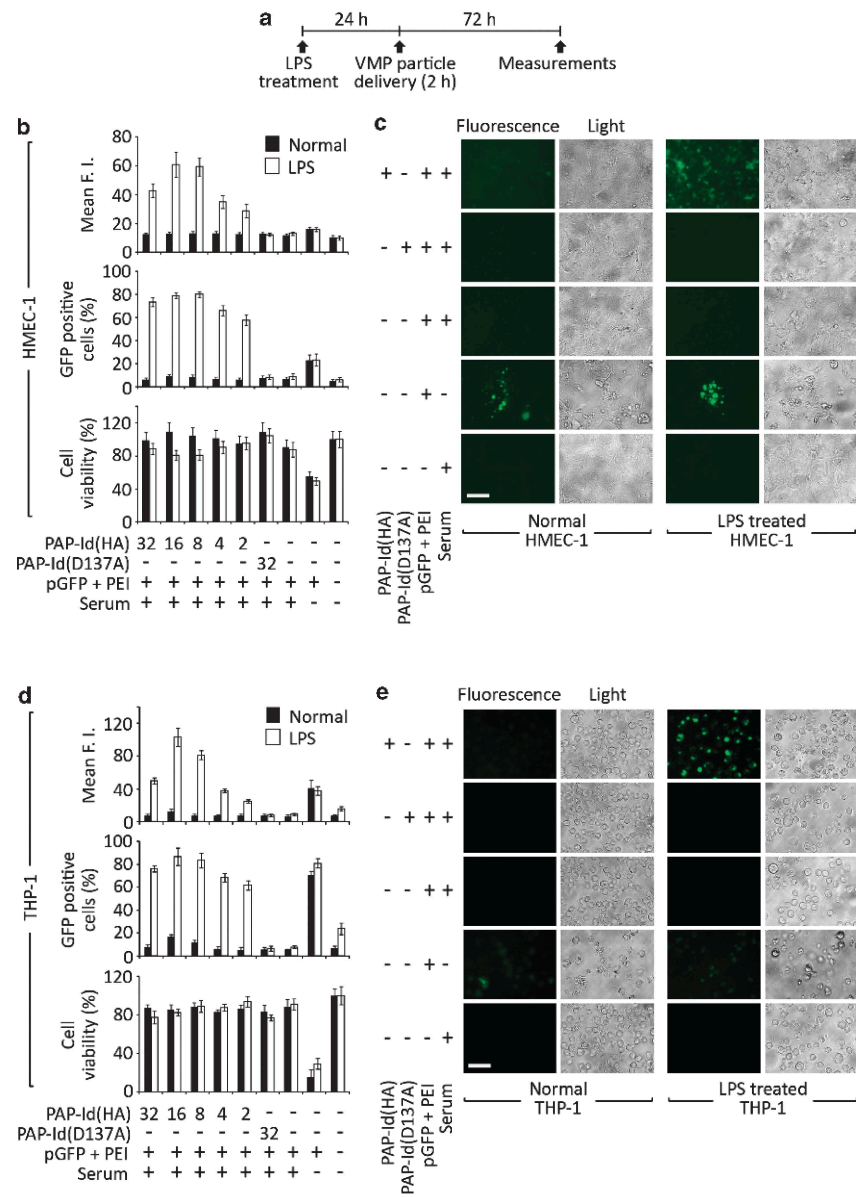 a
24 h 72 h
LPS treatment
VMP particle delivery (2 h)
Measurements
b
HMEC-1
Normal
LPS
Mean F. I.
80
60
40
20
0
GFP positive cells (%)
100
80
60
40
20
0
Cell viability (%)
120
80
40
0
PAP-Id(HA) 32 16 8 4 2 - - - -
PAP-Id(D137A) - - - - - 32 - - -
pGFP + PEI + + + + + + + + -
Serum + + + + + + + - -
c
Fluorescence Light
+ - + +
- + + +
- - + +
- - + -
- - - +
PAP-Id(HA)
PAP-Id(D137A)
pGFP + PEI
Serum
Normal HMEC-1
LPS treated HMEC-1
d
THP-1
Normal
LPS
Mean F. I.
120
80
40
0
GFP positive cells (%)
100
80
60
40
20
0
Cell viability (%)
120
80
40
0
PAP-Id(HA) 32 16 8 4 2 - - - -
PAP-Id(D137A) - - - - - 32 - - -
pGFP + PEI + + + + + + + + -
Serum + + + + + + + - -
e
Fluorescence Light
+ - + +
- + + +
- - + +
- - + -
- - - +
PAP-Id(HA)
PAP-Id(D137A)
pGFP + PEI
Serum
Normal THP-1
LPS treated THP-1